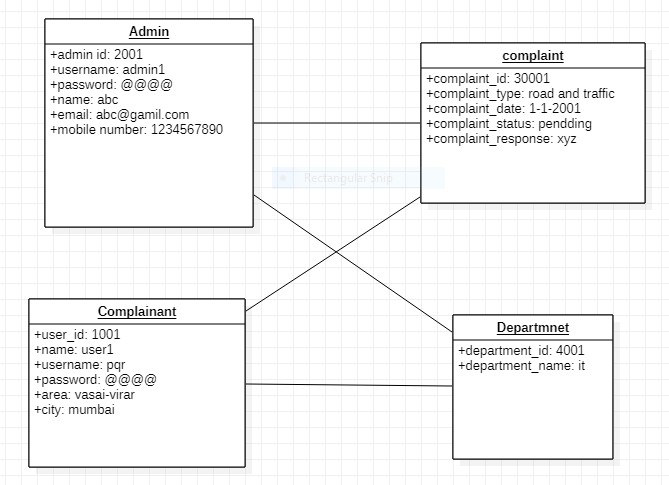 Admin
+admin id: 2001
+username: admin1
+password: @@@@
+name: abc
+email: abc@gamil.com
+mobile number: 1234567890
complaint
+complaint_id: 30001
+complaint_type: road and traffic
+complaint_date: 1-1-2001
+complaint_status: pendding
+complaint_response: xyz
Rectangular Snip
Complainant
+user_id: 1001
+name: user1
+username: pqr
+password: @@@@
+area: vasai-virar
+city: mumbai
Departmnet
+department_id: 4001
+department_name: it